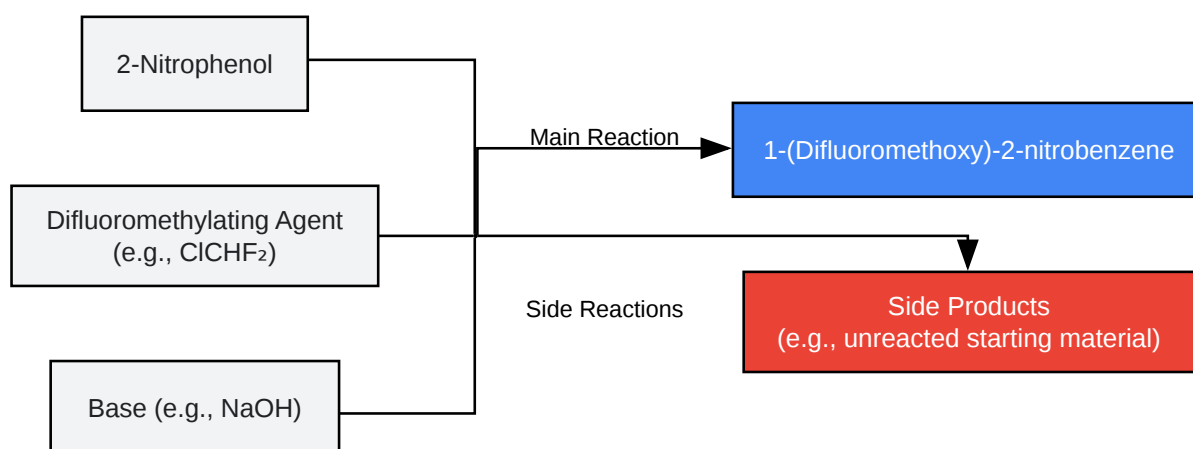 2-Nitrophenol
Main Reaction
1-(Difluoromethoxy)-2-nitrobenzene
Difluoromethylating Agent
(e.g., ClCHF₂)
Side Reactions
Side Products
(e.g., unreacted starting material)
Base (e.g., NaOH)